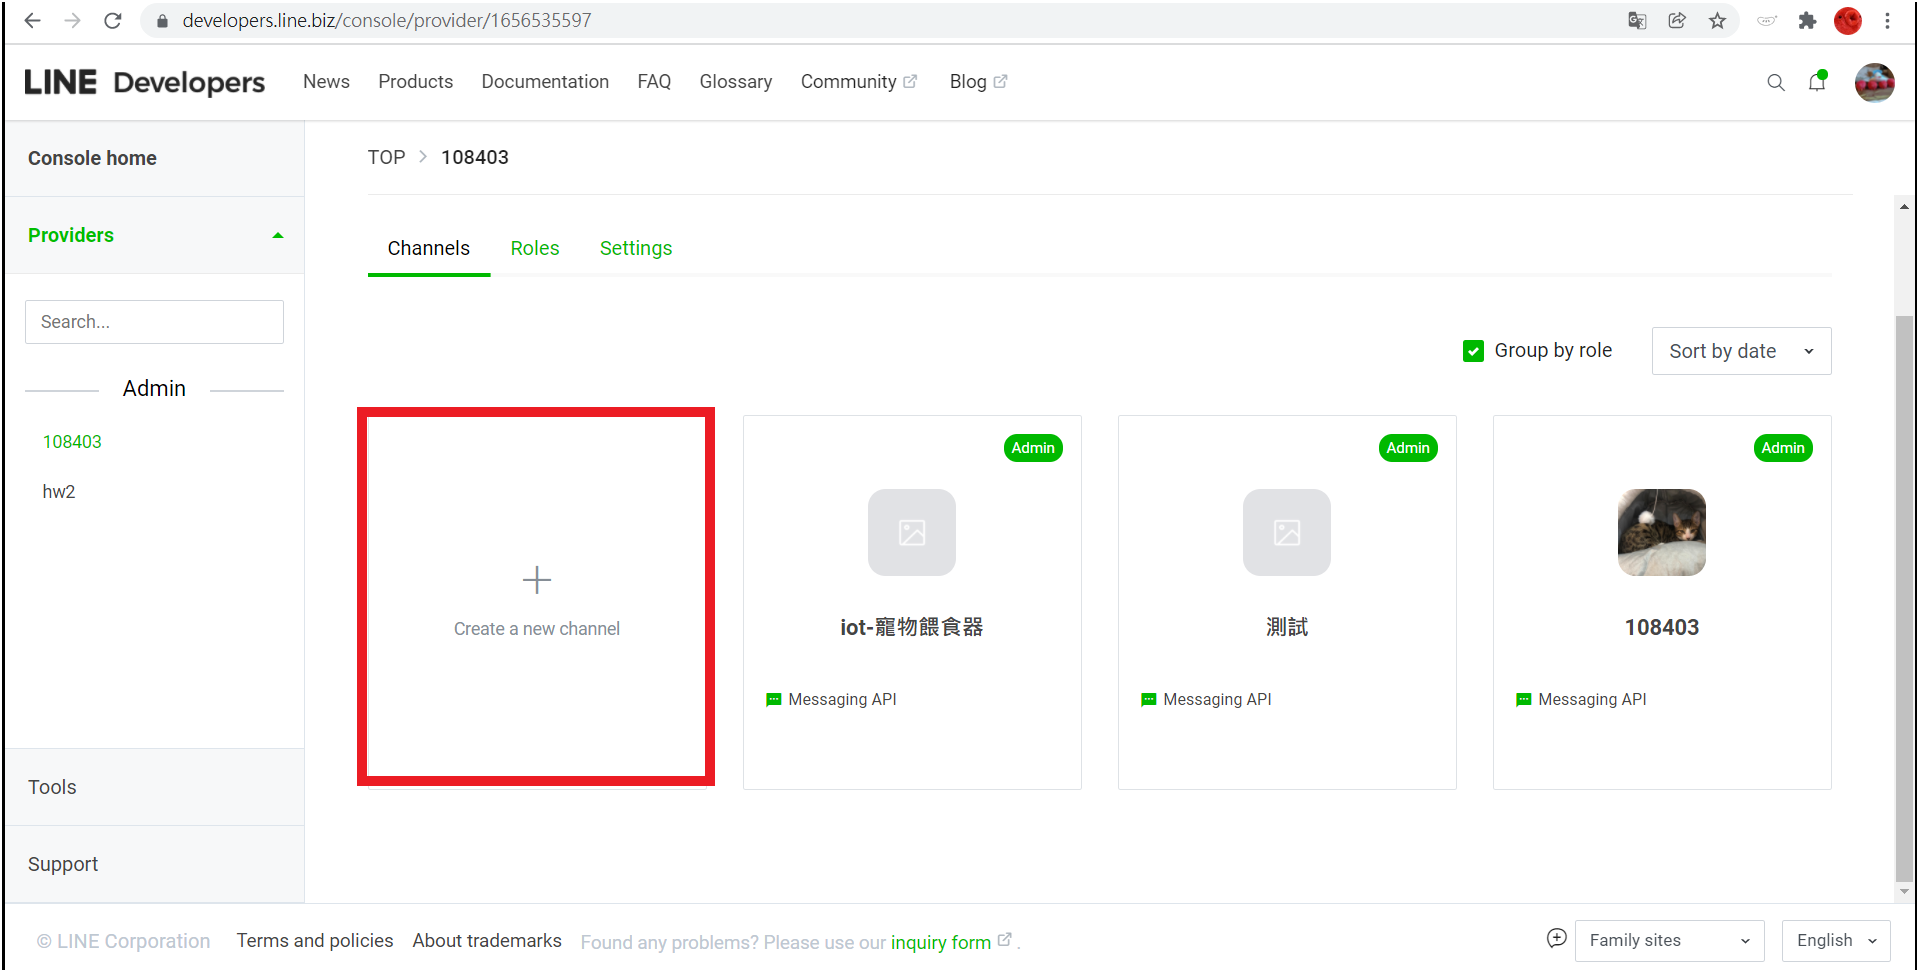 developers.line.biz/console/provider/1656535597
LINE Developers News Products Documentation FAQ Glossary Community Blog
Console home
Providers
Search...
Admin
108403
hw2
Tools
Support
TOP > 108403
Channels Roles Settings
Group by role Sort by date
Create a new channel
Admin
iot-寵物餵食器
Messaging API
Admin
測試
Messaging API
Admin
108403
Messaging API
© LINE Corporation Terms and policies About trademarks Found any problems? Please use our inquiry form . Family sites English